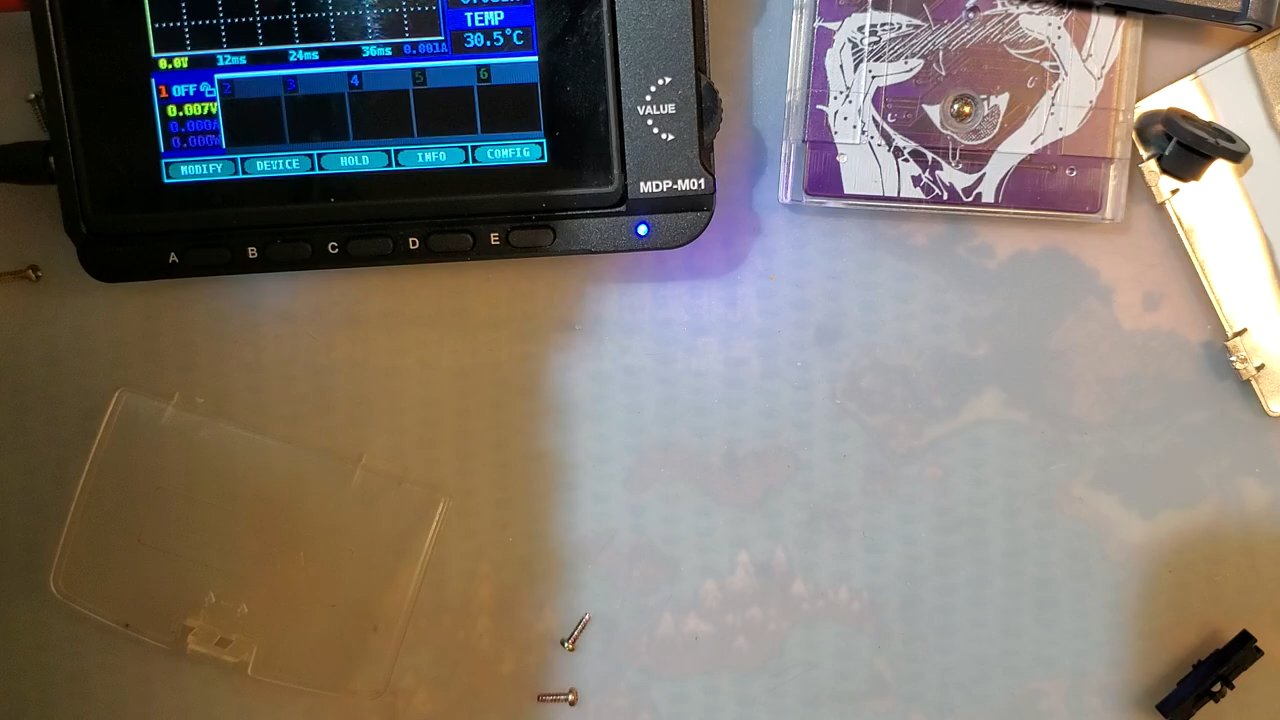 TEMP
30.5°C
0.0V 12ms 24ms 36ms 0.001A
1 OFF 2 3 4 5 6
0.007V
0.000A
0.000W
MODIFY DEVICE HOLD INFO CONFIG
VALUE
MDP-M01
A B C D E